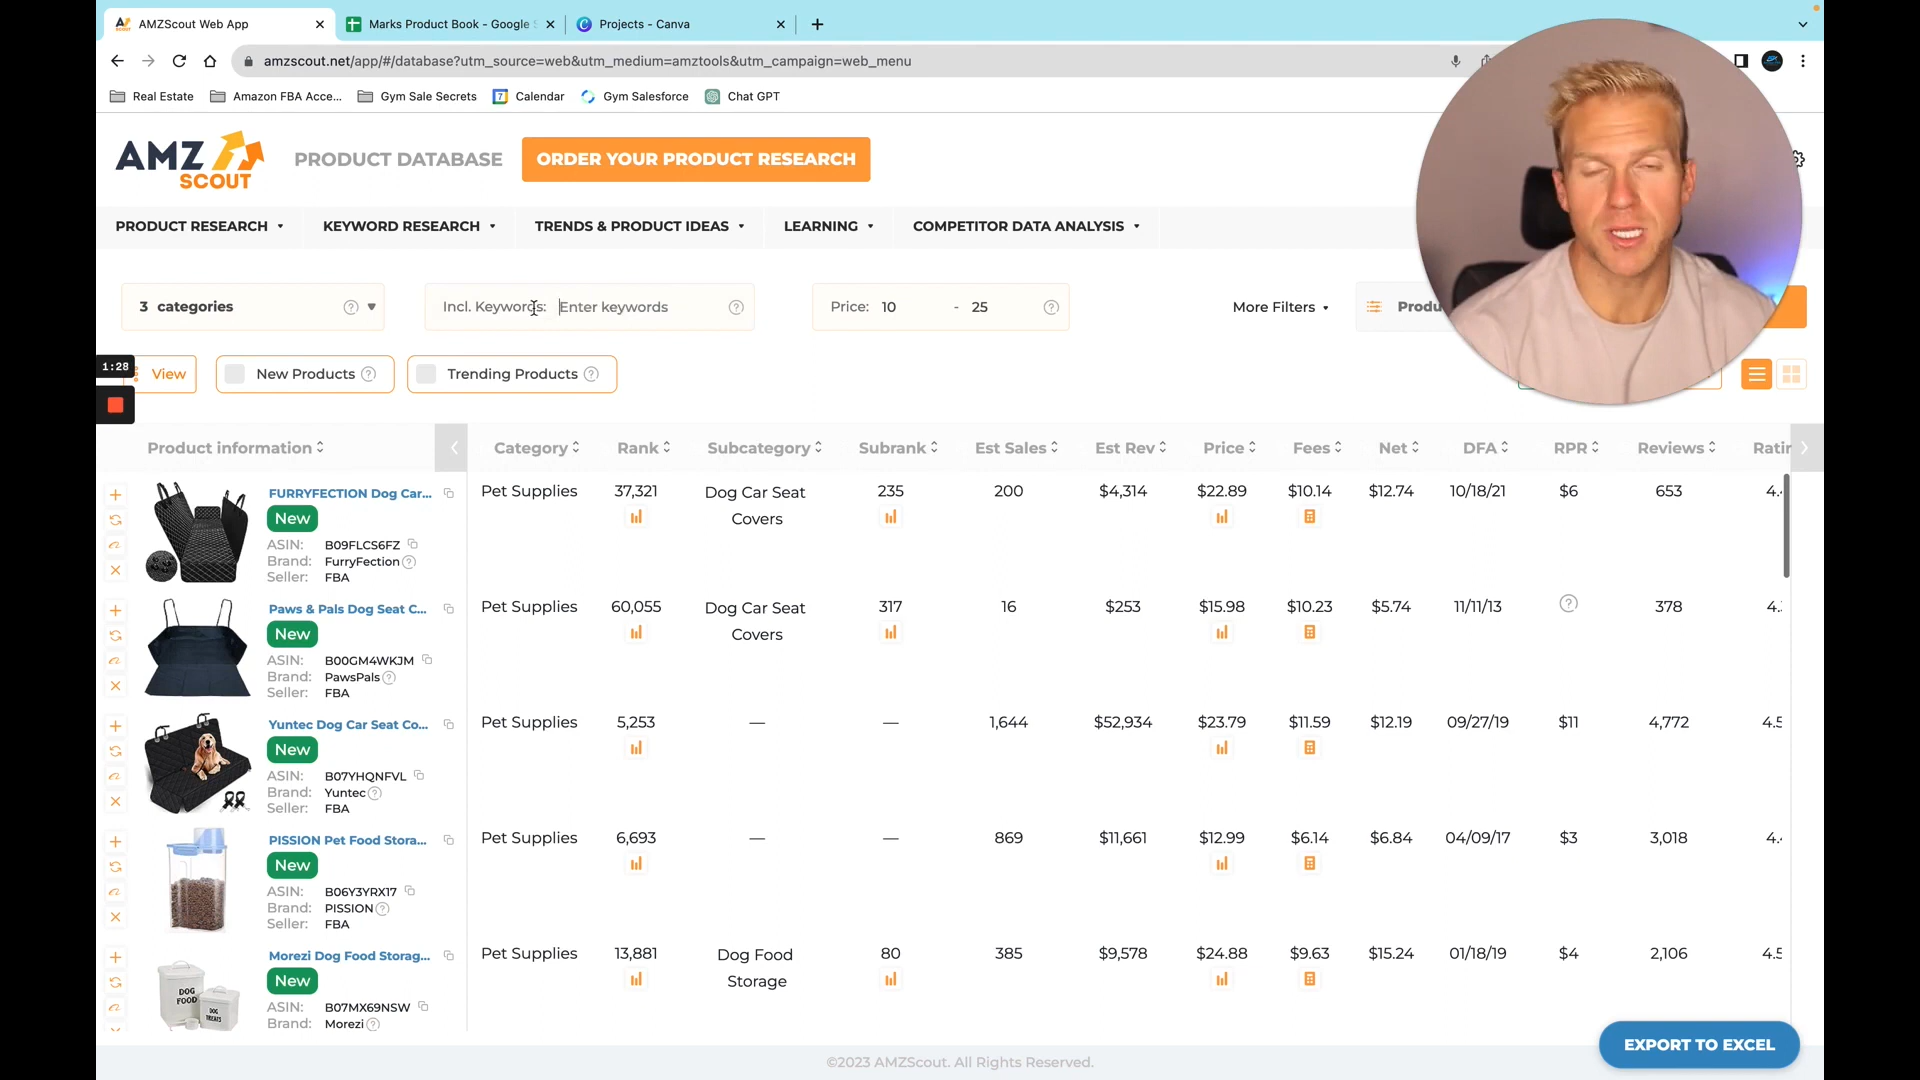 AMZScout Web App
Marks Product Book - Google
Projects - Canva
amzscout.net/app/#/database?utm_source=web&utm_medium=amztools&utm_campaign=web_menu
Real Estate
Amazon FBA Acce...
Gym Sale Secrets
Calendar
Gym Salesforce
Chat GPT
AMZ
SCOUT
PRODUCT DATABASE
ORDER YOUR PRODUCT RESEARCH
PRODUCT RESEARCH
KEYWORD RESEARCH
TRENDS & PRODUCT IDEAS
LEARNING
COMPETITOR DATA ANALYSIS
3 categories
Incl. Keywords: Enter keywords
Price: 10 - 25
More Filters
Produ
1:28
View
New Products
Trending Products
Product information Category Rank Subcategory Subrank Est Sales Est Rev Price Fees Net DFA RPR Reviews Ratin
FURRYFECTION Dog Car... Pet Supplies 37,321 Dog Car Seat Covers 235 200 $4,314 $22.89 $10.14 $12.74 10/18/21 $6 653 4.
New
ASIN: B09FLCS6FZ
Brand: FurryFection
Seller: FBA
Paws & Pals Dog Seat C... Pet Supplies 60,055 Dog Car Seat Covers 317 16 $253 $15.98 $10.23 $5.74 11/11/13 378 4.
New
ASIN: B00GM4WKJM
Brand: PawsPals
Seller: FBA
Yuntec Dog Car Seat Co... Pet Supplies 5,253 — — 1,644 $52,934 $23.79 $11.59 $12.19 09/27/19 $11 4,772 4.5
New
ASIN: B07YHQNFVL
Brand: Yuntec
Seller: FBA
PISSION Pet Food Stora... Pet Supplies 6,693 — — 869 $11,661 $12.99 $6.14 $6.84 04/09/17 $3 3,018 4.
New
ASIN: B06Y3YRX17
Brand: PISSION
Seller: FBA
Morezi Dog Food Storag... Pet Supplies 13,881 Dog Food Storage 80 385 $9,578 $24.88 $9.63 $15.24 01/18/19 $4 2,106 4.5
New
DOG FOOD
DOG TREATS
ASIN: B07MX69NSW
Brand: Morezi
EXPORT TO EXCEL
©2023 AMZScout. All Rights Reserved.